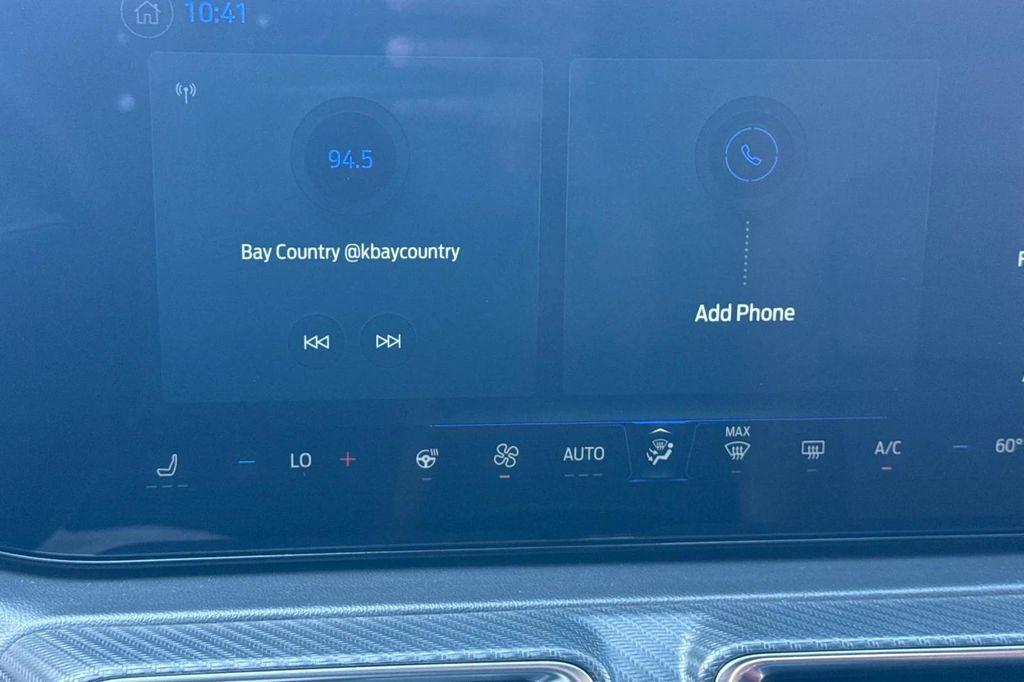 10:41
94.5
Bay Country @kbaycountry
Add Phone
LO
AUTO
MAX
A/C
60°